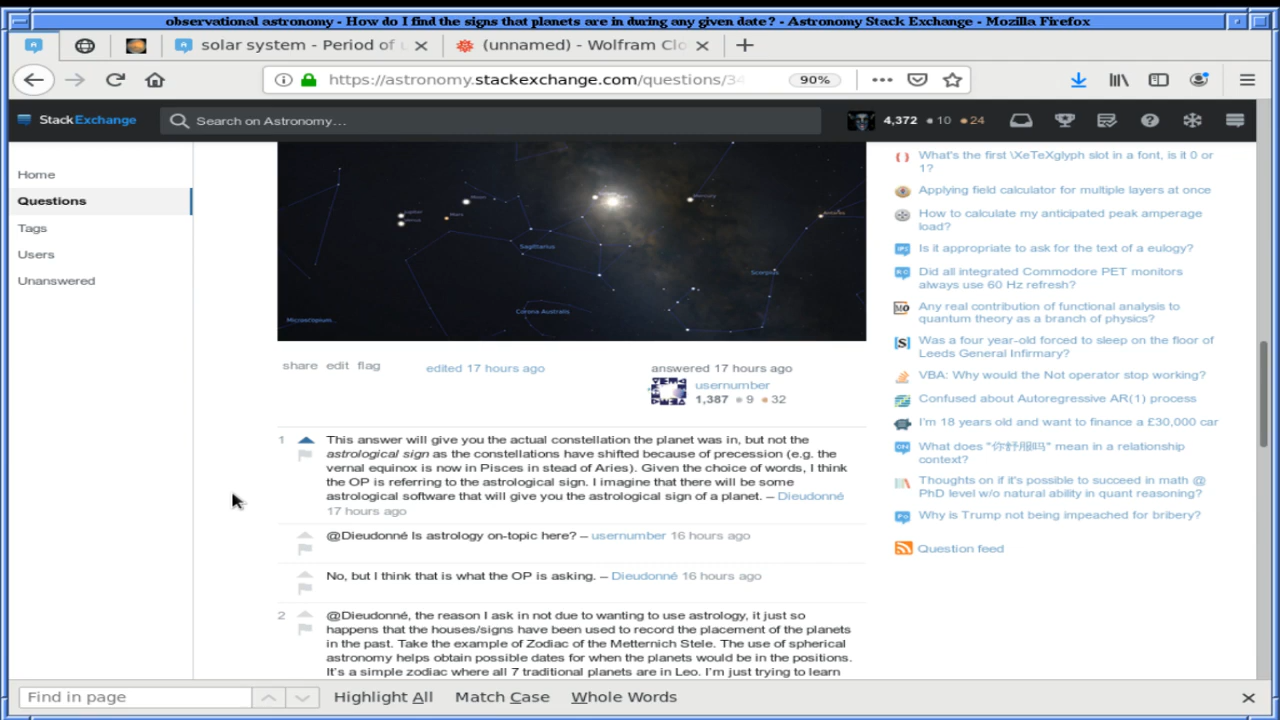 observational astronomy - How do I find the signs that planets are in during any given date? - Astronomy Stack Exchange - Mozilla Firefox
solar system - Period of
(unnamed) - Wolfram Clo
https://astronomy.stackexchange.com/questions/34
90%
StackExchange
Search on Astronomy…
4,372 10 24
Home
Questions
Tags
Users
Unanswered
Jupiter
Venus
Moon
Mars
Mercury
Antares
Sagittarius
Scorpius
Corona Australis
Microscopium
share edit flag
edited 17 hours ago
answered 17 hours ago
usernumber
1,387 9 32
1
This answer will give you the actual constellation the planet was in, but not the
astrological sign as the constellations have shifted because of precession (e.g. the
vernal equinox is now in Pisces in stead of Aries). Given the choice of words, I think
the OP is referring to the astrological sign. I imagine that there will be some
astrological software that will give you the astrological sign of a planet. – Dieudonné
17 hours ago
@Dieudonné Is astrology on-topic here? – usernumber 16 hours ago
No, but I think that is what the OP is asking. – Dieudonné 16 hours ago
2
@Dieudonné, the reason I ask in not due to wanting to use astrology, it just so
happens that the houses/signs have been used to record the placement of the planets
in the past. Take the example of Zodiac of the Metternich Stele. The use of spherical
astronomy helps obtain possible dates for when the planets would be in the positions.
It's a simple zodiac where all 7 traditional planets are in Leo. I'm just trying to learn
What's the first \XeTeXglyph slot in a font, is it 0 or
1?
Applying field calculator for multiple layers at once
How to calculate my anticipated peak amperage
load?
Is it appropriate to ask for the text of a eulogy?
Did all integrated Commodore PET monitors
always use 60 Hz refresh?
Any real contribution of functional analysis to
quantum theory as a branch of physics?
Was a four year-old forced to sleep on the floor of
Leeds General Infirmary?
VBA: Why would the Not operator stop working?
Confused about Autoregressive AR(1) process
I'm 18 years old and want to finance a £30,000 car
What does "你舒服吗" mean in a relationship
context?
Thoughts on if it's possible to succeed in math @
PhD level w/o natural ability in quant reasoning?
Why is Trump not being impeached for bribery?
Question feed
Find in page
Highlight All
Match Case
Whole Words